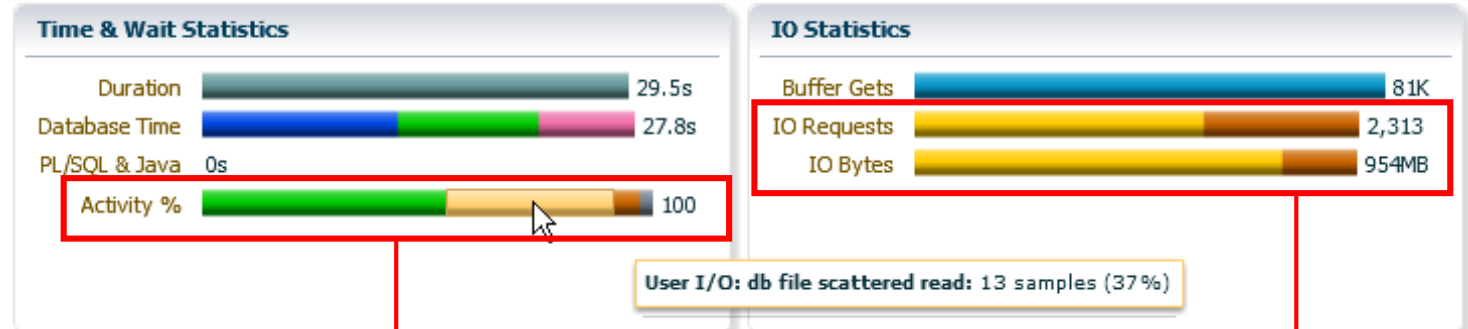 Time & Wait Statistics
Duration 29.5s
Database Time 27.8s
PL/SQL & Java 0s
Activity % 100
IO Statistics
Buffer Gets 81K
IO Requests 2,313
IO Bytes 954MB
User I/O: db file scattered read: 13 samples (37%)